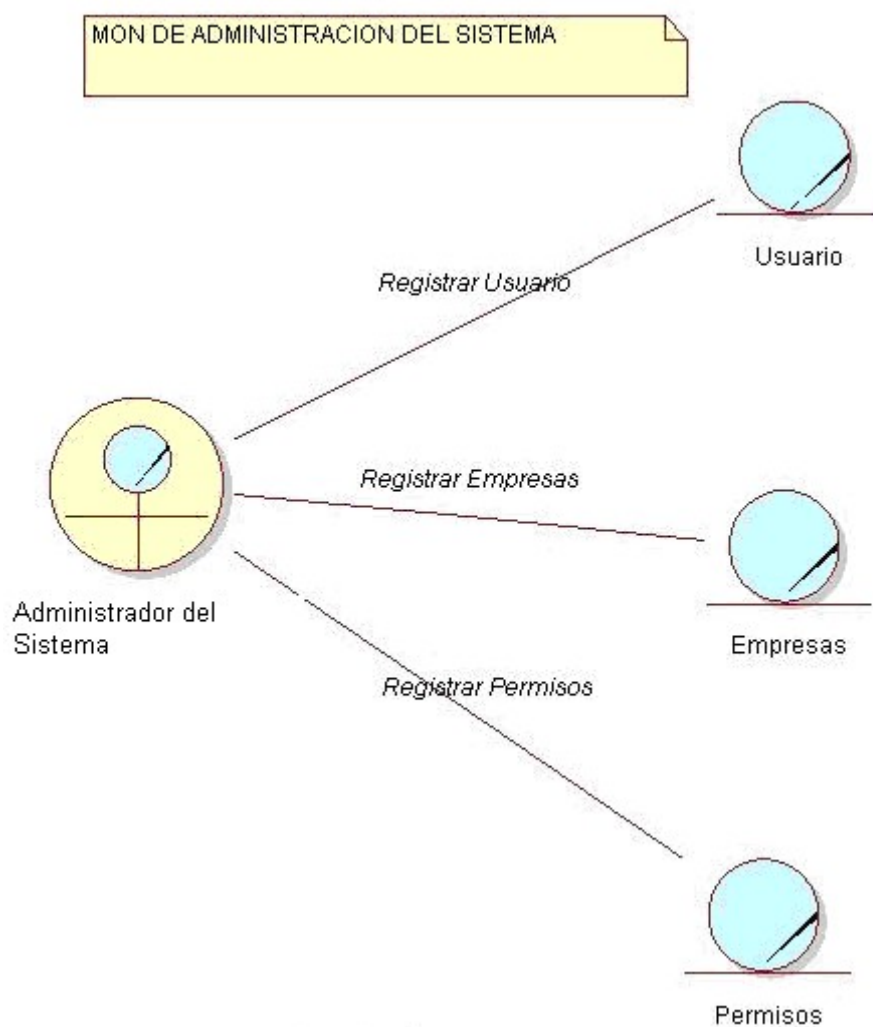 MON DE ADMINISTRACION DEL SISTEMA
Usuario
Registrar Usuario
Registrar Empresas
Administrador del
Sistema
Empresas
Registrar Permisos
Permisos